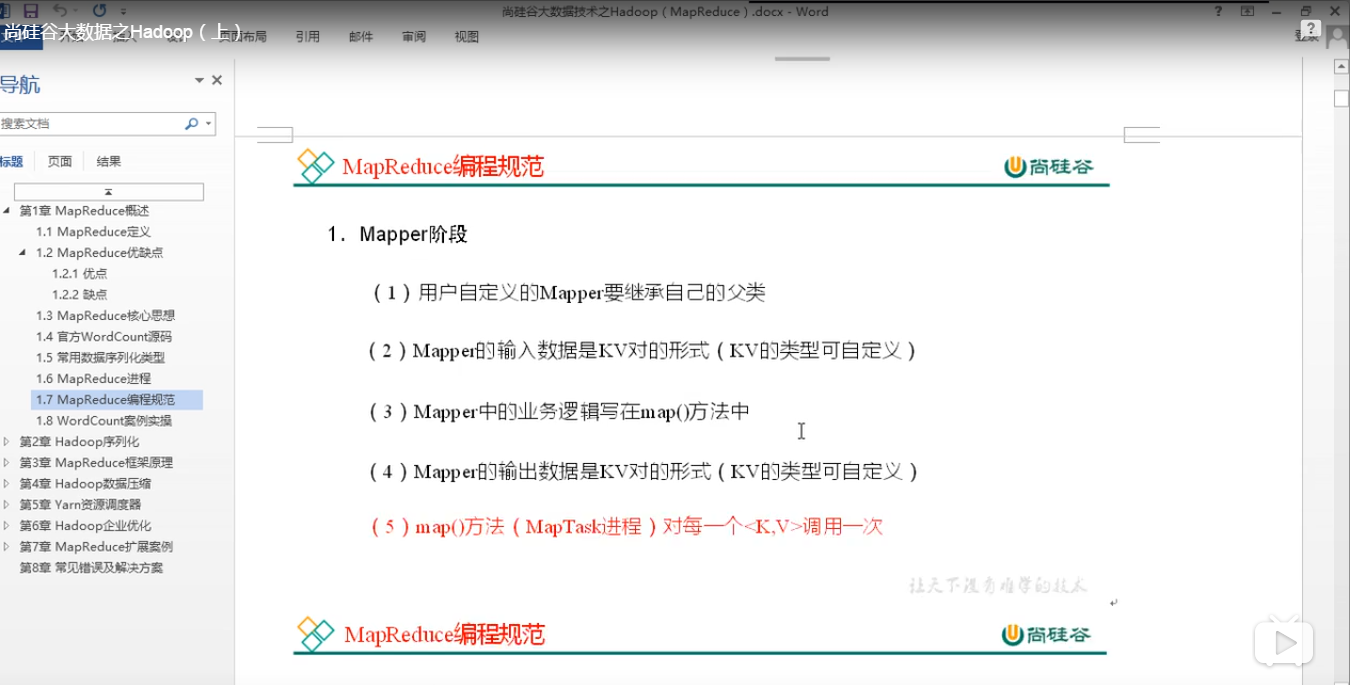 尚硅谷大数据技术之Hadoop（MapReduce）.docx - Word
尚硅谷大数据之Hadoop（上）
页面布局 引用 邮件 审阅 视图
登录
导航
搜索文档
标题 页面 结果
第1章 MapReduce概述
1.1 MapReduce定义
1.2 MapReduce优缺点
1.2.1 优点
1.2.2 缺点
1.3 MapReduce核心思想
1.4 官方WordCount源码
1.5 常用数据序列化类型
1.6 MapReduce进程
1.7 MapReduce编程规范
1.8 WordCount案例实操
第2章 Hadoop序列化
第3章 MapReduce框架原理
第4章 Hadoop数据压缩
第5章 Yarn资源调度器
第6章 Hadoop企业优化
第7章 MapReduce扩展案例
第8章 常见错误及解决方案
MapReduce编程规范
尚硅谷
1．Mapper阶段
（1）用户自定义的Mapper要继承自己的父类
（2）Mapper的输入数据是KV对的形式（KV的类型可自定义）
（3）Mapper中的业务逻辑写在map()方法中
（4）Mapper的输出数据是KV对的形式（KV的类型可自定义）
（5）map()方法（MapTask进程）对每一个<K,V>调用一次
让天下没有难学的技术
MapReduce编程规范
尚硅谷